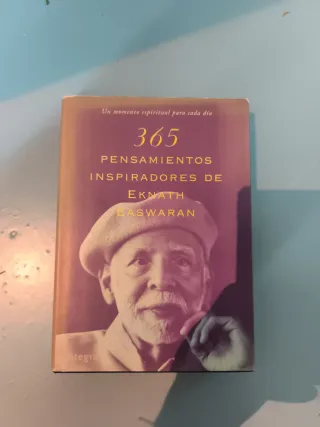 Un momento espiritual para cada día
365
PENSAMIENTOS
INSPIRADORES DE
EKNATH
EASWARAN